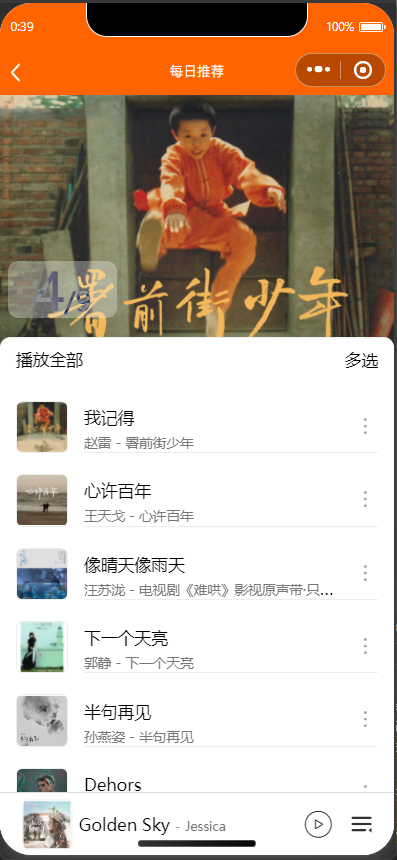 0:39
100%
每日推荐
4/9
署前街少年
播放全部
多选
我记得
赵雷 - 署前街少年
心许百年
王天戈 - 心许百年
像晴天像雨天
汪苏泷 - 电视剧《难哄》影视原声带·只...
下一个天亮
郭静 - 下一个天亮
半句再见
孙燕姿 - 半句再见
Dehors
Golden Sky - Jessica